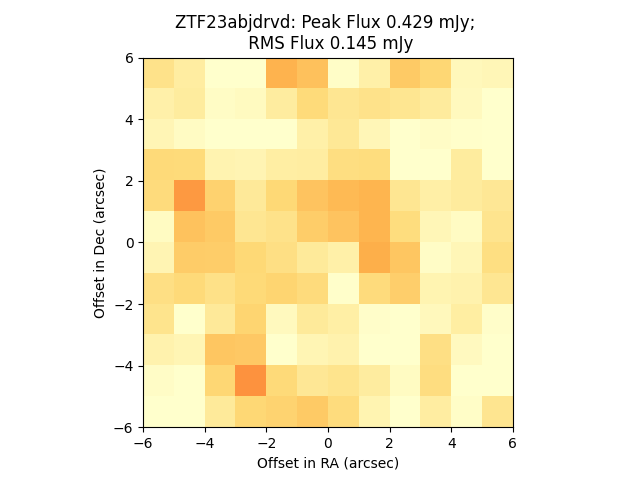 ZTF23abjdrvd: Peak Flux 0.429 mJy;
RMS Flux 0.145 mJy
6
4
2
0
−2
−4
−6
Offset in Dec (arcsec)
−6 −4 −2 0 2 4 6
Offset in RA (arcsec)